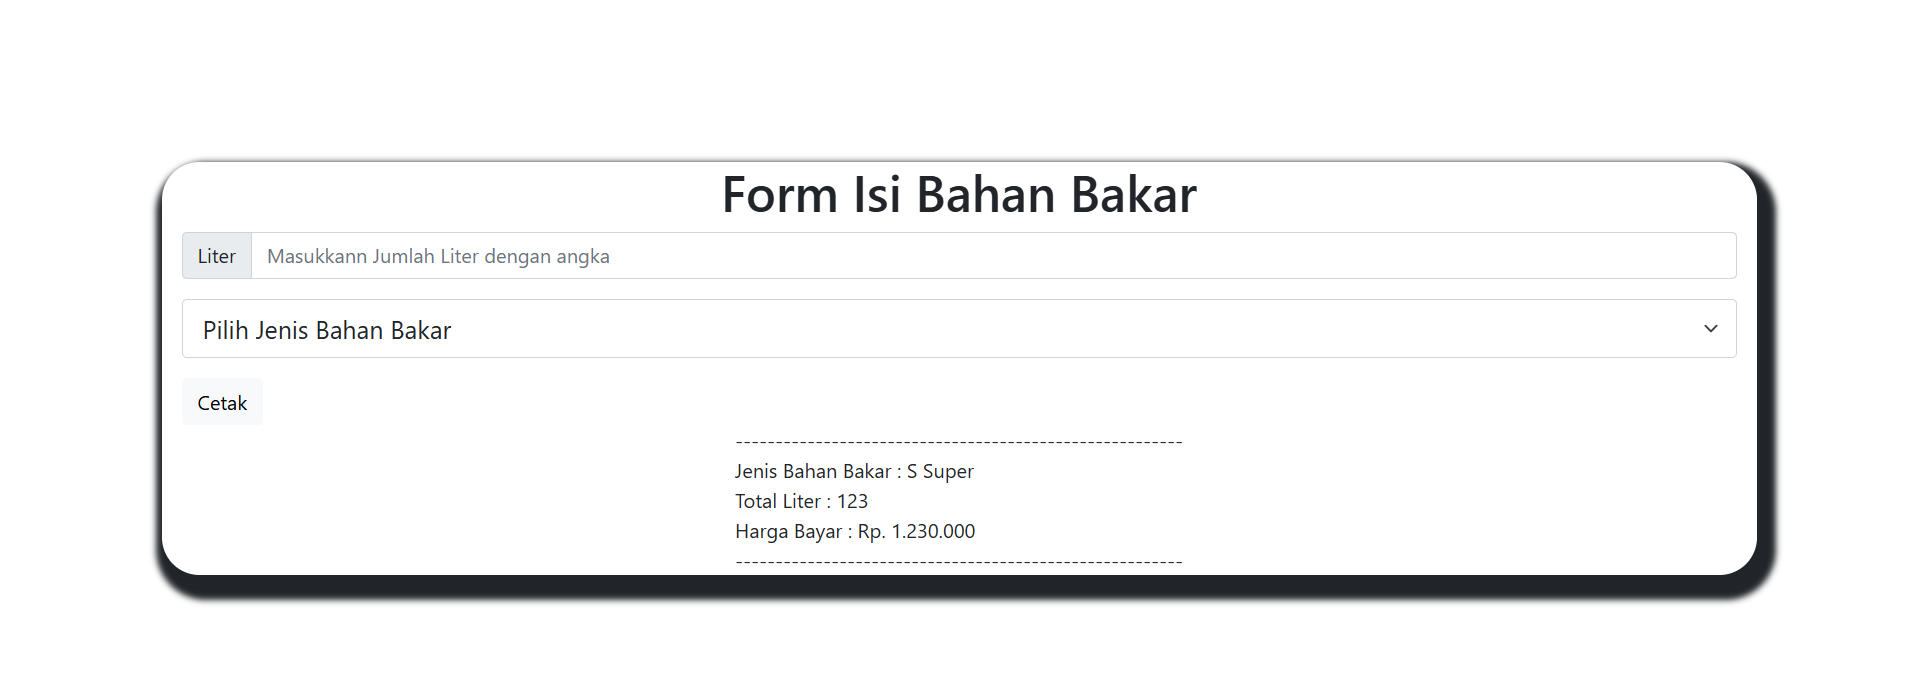 Form Isi Bahan Bakar
Liter Masukkann Jumlah Liter dengan angka
Pilih Jenis Bahan Bakar
Cetak
--------------------------------------------------------
Jenis Bahan Bakar : S Super
Total Liter : 123
Harga Bayar : Rp. 1.230.000
--------------------------------------------------------